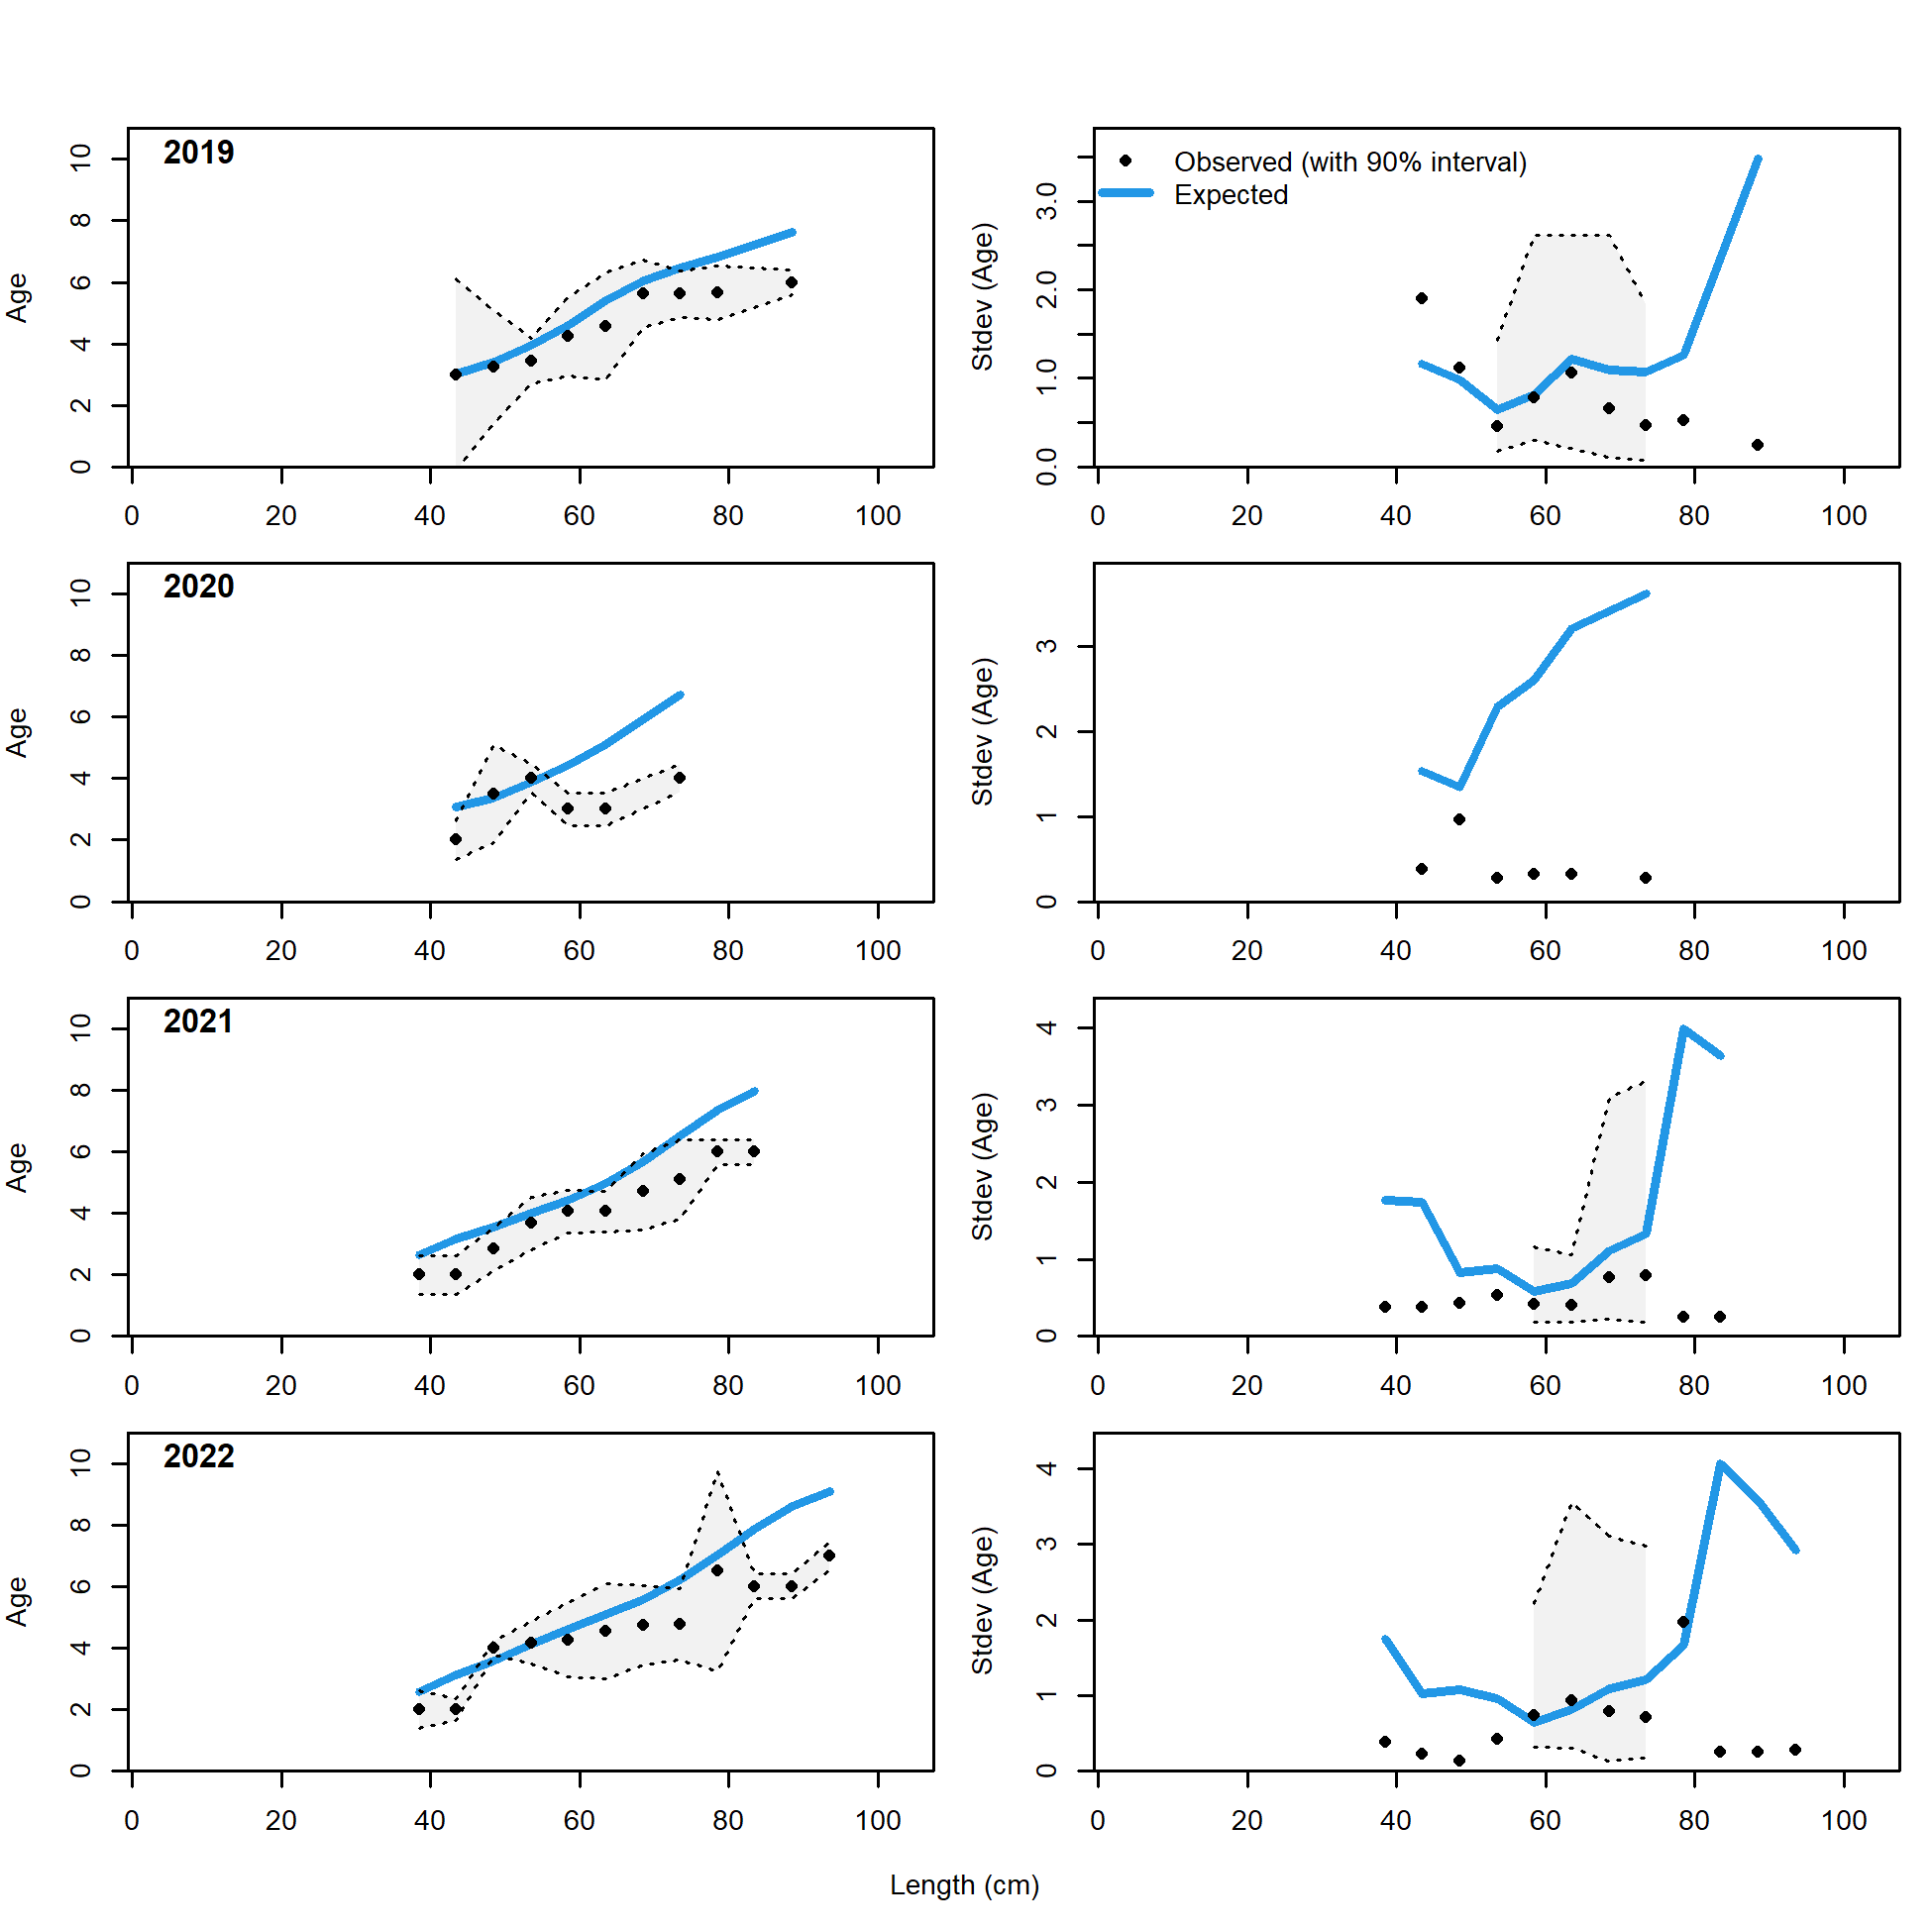 2019
Age
0 2 4 6 8 10
0 20 40 60 80 100
Observed (with 90% interval)
Expected
Stdev (Age)
0.0 1.0 2.0 3.0
0 20 40 60 80 100
2020
Age
0 2 4 6 8 10
0 20 40 60 80 100
Stdev (Age)
0 1 2 3
0 20 40 60 80 100
2021
Age
0 2 4 6 8 10
0 20 40 60 80 100
Stdev (Age)
0 1 2 3 4
0 20 40 60 80 100
2022
Age
0 2 4 6 8 10
0 20 40 60 80 100
Stdev (Age)
0 1 2 3 4
0 20 40 60 80 100
Length (cm)